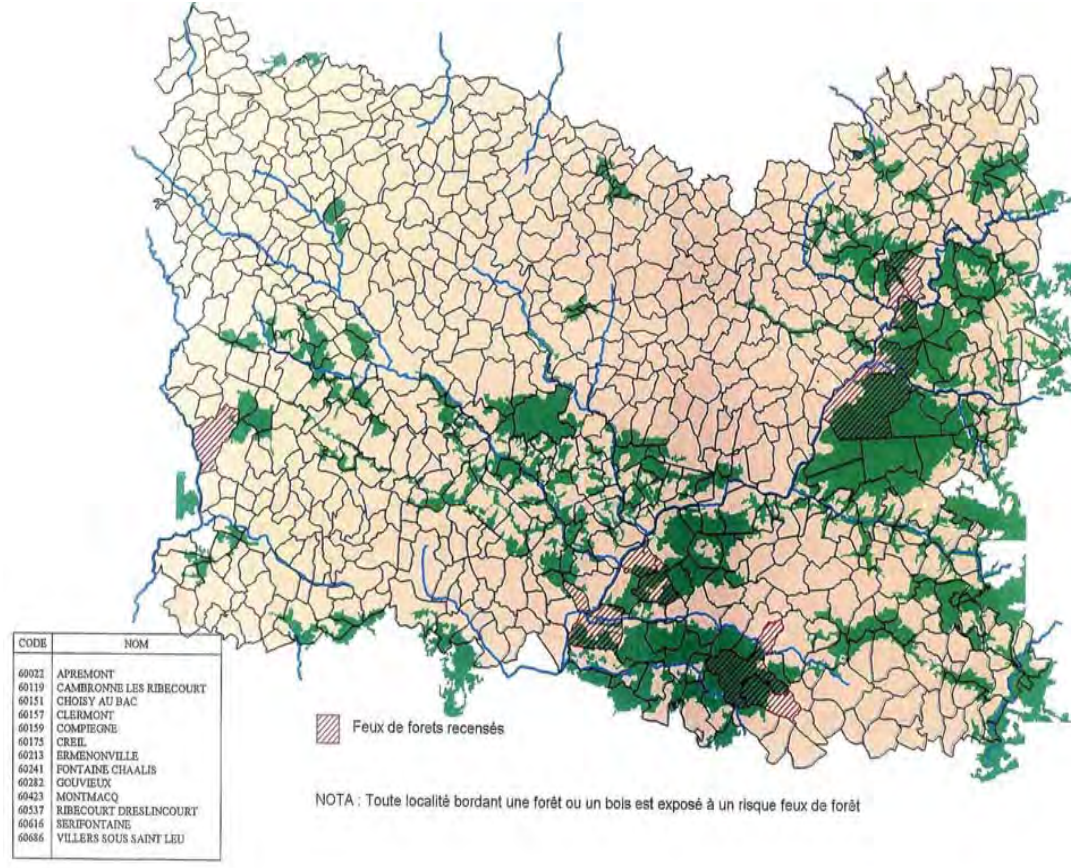 CODE NOM
60022 APREMONT
60119 CAMBRONNE LES RIBECOURT
60151 CHOISY AU BAC
60157 CLERMONT
60159 COMPIEGNE
60175 CREIL
60213 ERMENONVILLE
60241 FONTAINE CHAALIS
60282 GOUVIEUX
60423 MONTMACQ
60537 RIBECOURT DRESLINCOURT
60616 SERIFONTAINE
60686 VILLERS SOUS SAINT LEU
Feux de forets recensés
NOTA : Toute localité bordant une forêt ou un bois est exposé à un risque feux de forêt